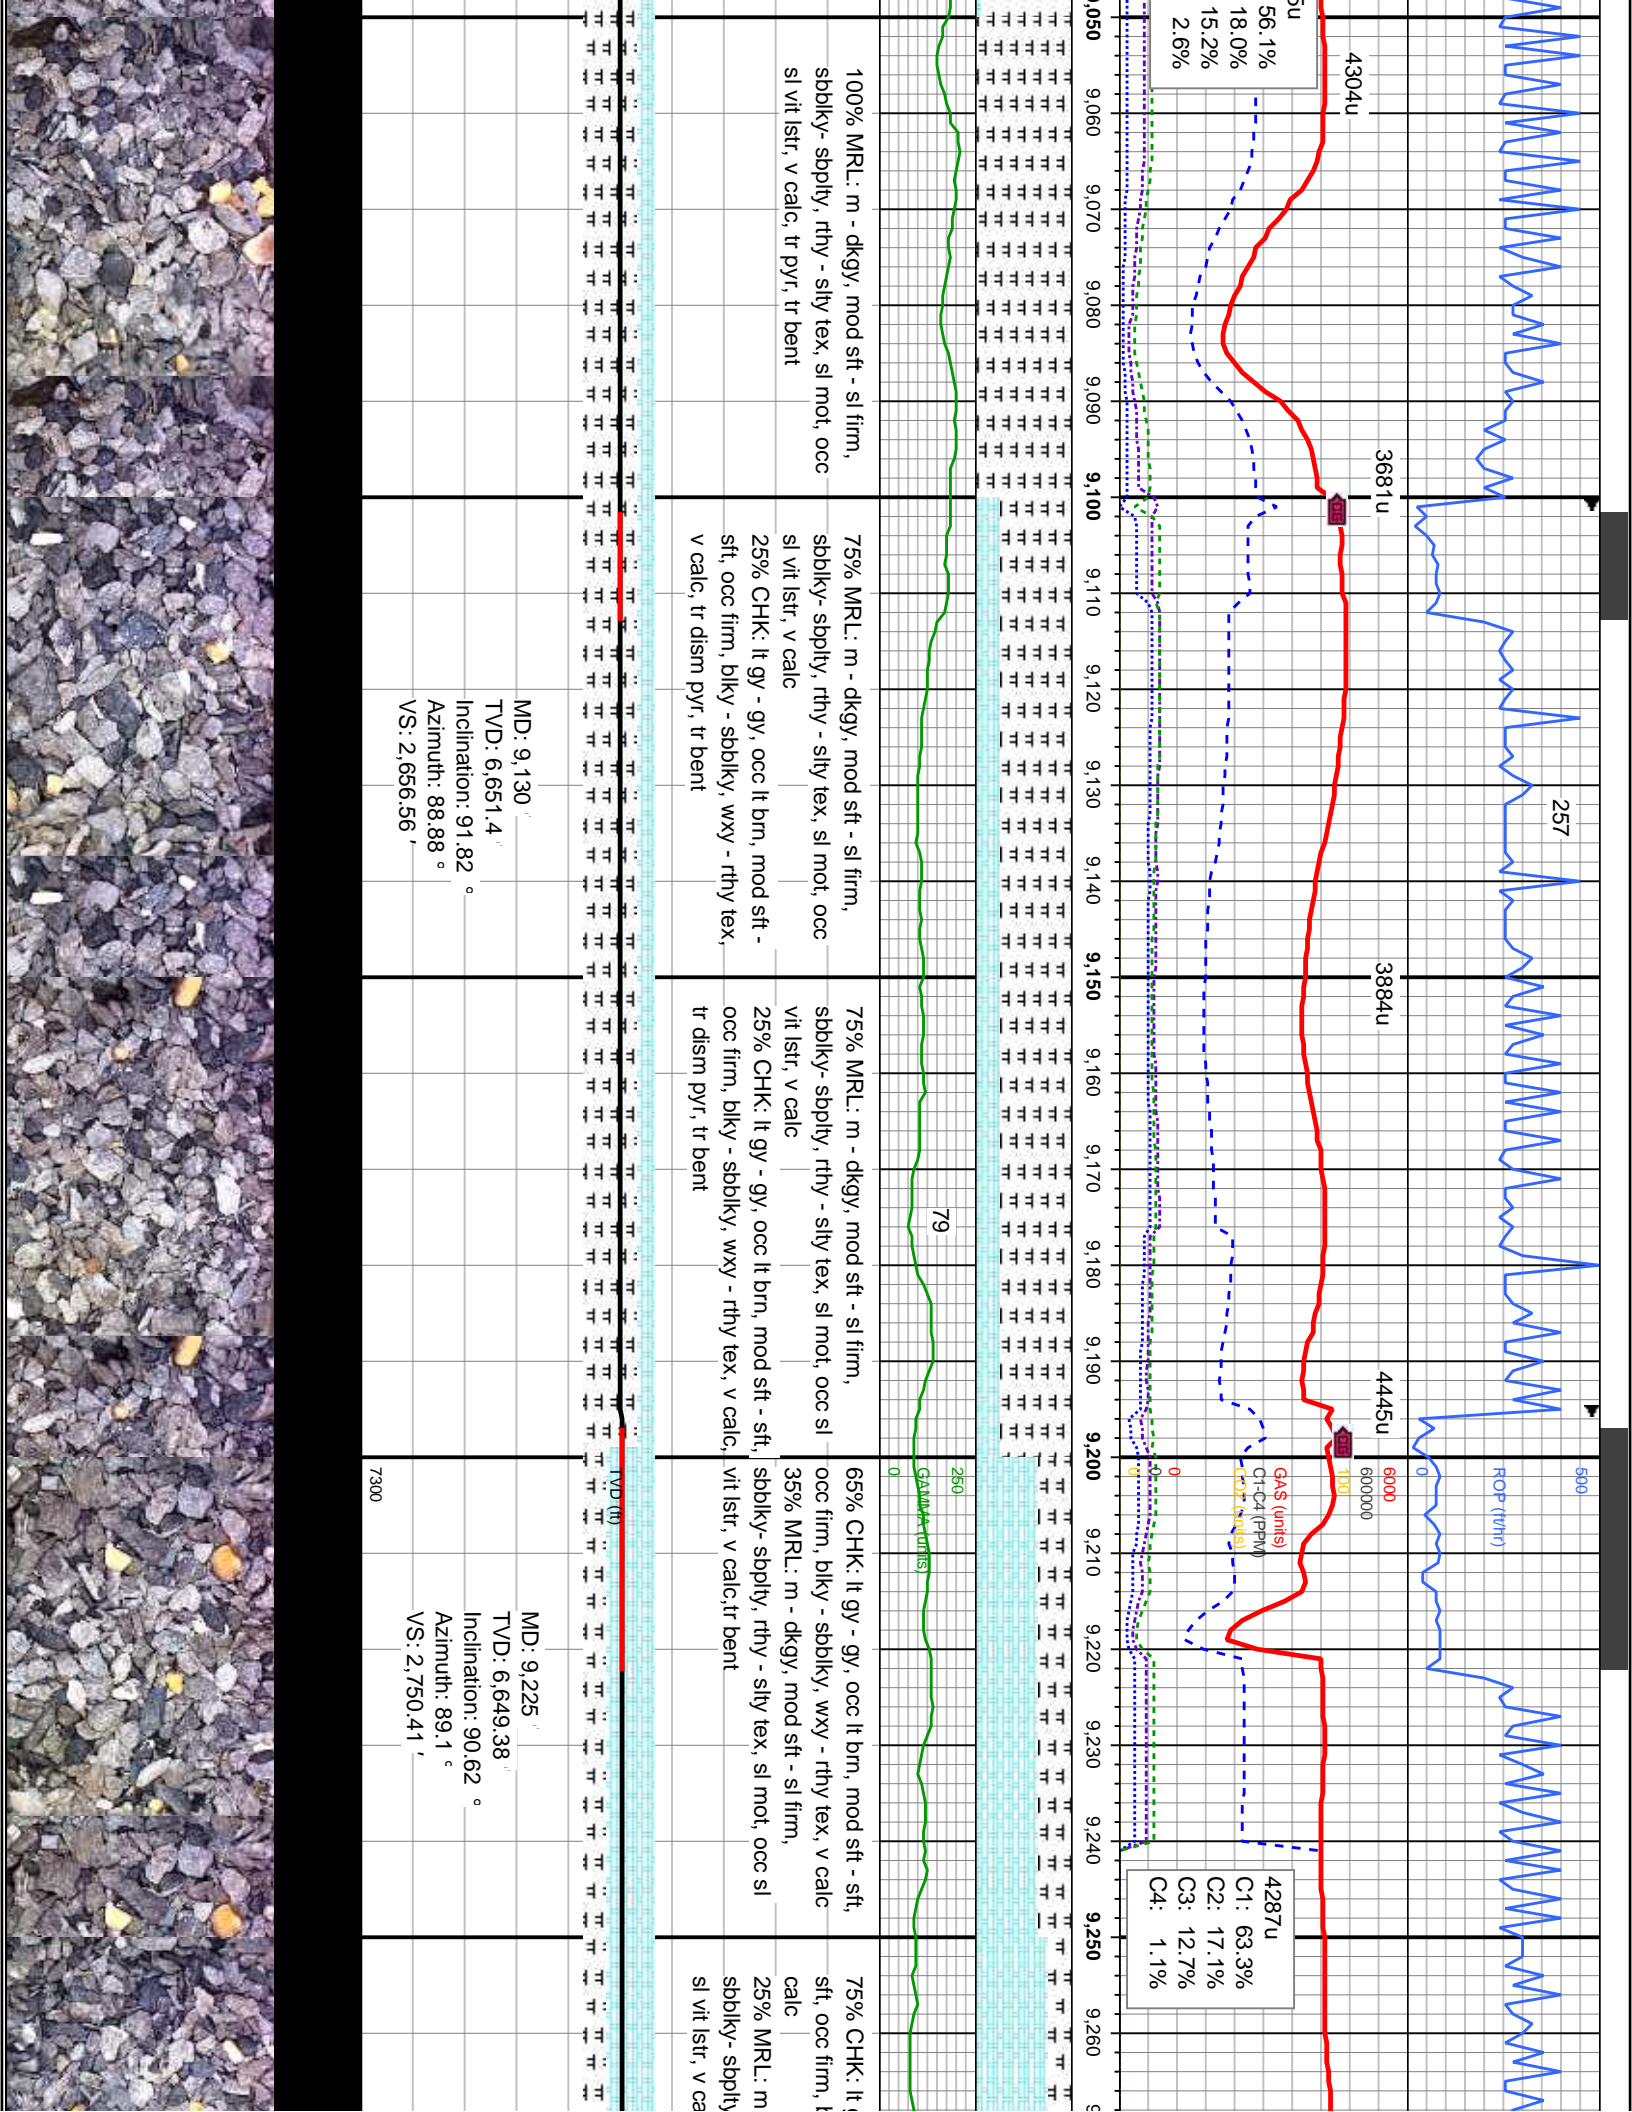 9,050
9,060
9,070
9,080
9,090
9,100
9,110
9,120
9,130
9,140
9,150
9,160
9,170
9,180
9,190
9,200
9,210
9,220
9,230
9,240
9,250
9,260
257
500
ROP (ft/hr)
0
4304u
3681u
3884u
4445u
6000
600000
100
GAS (units)
C1-C4 (PPM)
CO2 (units)
0
0
0
56.1%
18.0%
15.2%
2.6%
4287u
C1: 63.3%
C2: 17.1%
C3: 12.7%
C4: 1.1%
79
250
GAMMA (units)
0
100% MRL: m - dkgy, mod sft - sl firm,
sbblky- sbplty, rthy - slty tex, sl mot, occ
sl vit lstr, v calc, tr pyr, tr bent
75% MRL: m - dkgy, mod sft - sl firm,
sbblky- sbplty, rthy - slty tex, sl mot, occ
sl vit lstr, v calc
25% CHK: lt gy - gy, occ lt brn, mod sft -
sft, occ firm, blky - sbblky, wxy - rthy tex,
v calc, tr dism pyr, tr bent
75% MRL: m - dkgy, mod sft - sl firm,
sbblky- sbplty, rthy - slty tex, sl mot, occ sl
vit lstr, v calc
25% CHK: lt gy - gy, occ lt brn, mod sft - sft,
occ firm, blky - sbblky, wxy - rthy tex, v calc,
tr dism pyr, tr bent
65% CHK: lt gy - gy, occ lt brn, mod sft - sft,
occ firm, blky - sbblky, wxy - rthy tex, v calc
35% MRL: m - dkgy, mod sft - sl firm,
sbblky- sbplty, rthy - slty tex, sl mot, occ sl
vit lstr, v calc,tr bent
75% CHK: lt
sft, occ firm,
calc
25% MRL: m
sbblky- sbplty
sl vit lstr, v ca
TVD (ft)
7300
MD: 9,130 '
TVD: 6,651.4 '
Inclination: 91.82 °
Azimuth: 88.88 °
VS: 2,656.56 '
MD: 9,225 '
TVD: 6,649.38 '
Inclination: 90.62 °
Azimuth: 89.1 °
VS: 2,750.41 '